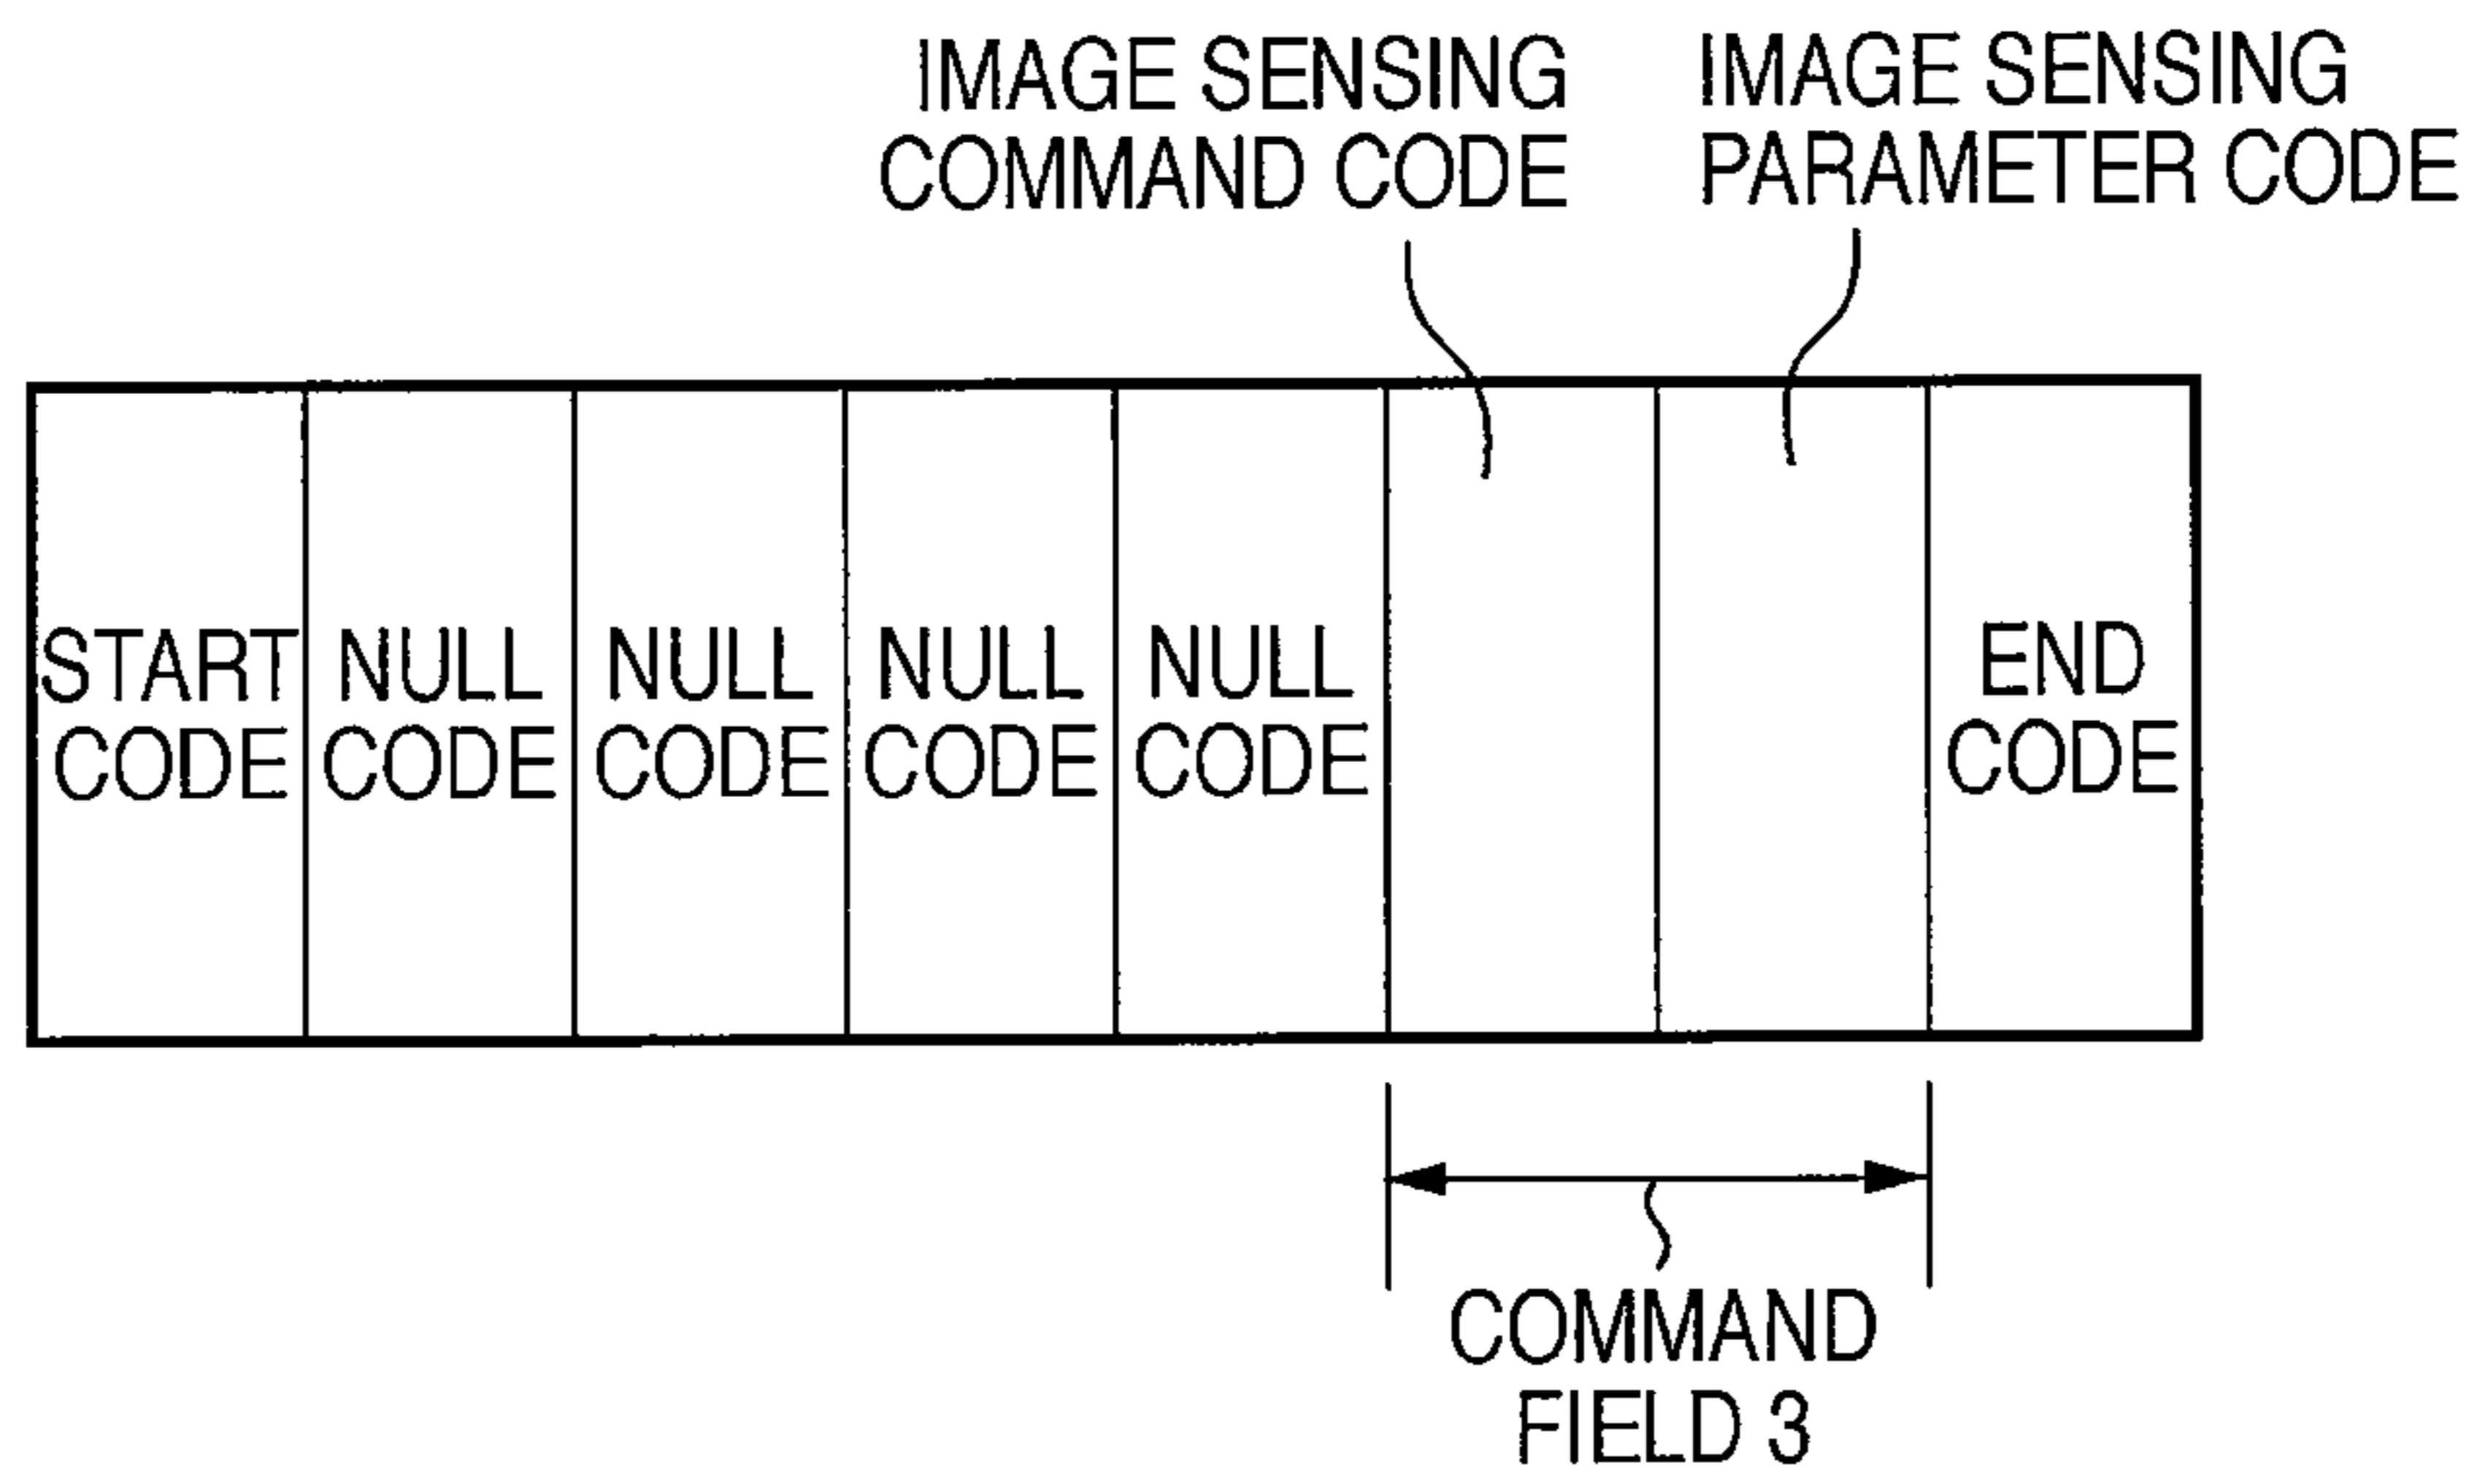 IMAGE SENSING
COMMAND CODE
IMAGE SENSING
PARAMETER CODE
START
CODE
NULL
CODE
NULL
CODE
NULL
CODE
NULL
CODE
END
CODE
COMMAND
FIELD 3